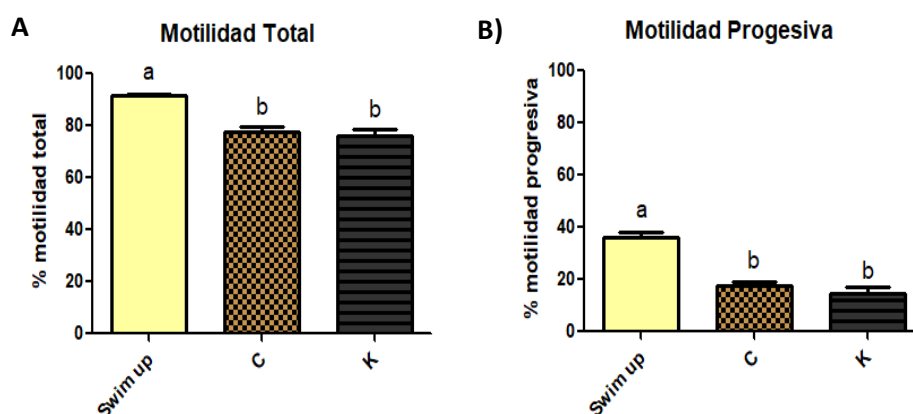 A
Motilidad Total
% motilidad total
100
80
60
40
20
0
a
b
b
Swim up
C
K
B)
Motilidad Progesiva
% motilidad progresiva
100
80
60
40
20
0
a
b
b
Swim up
C
K